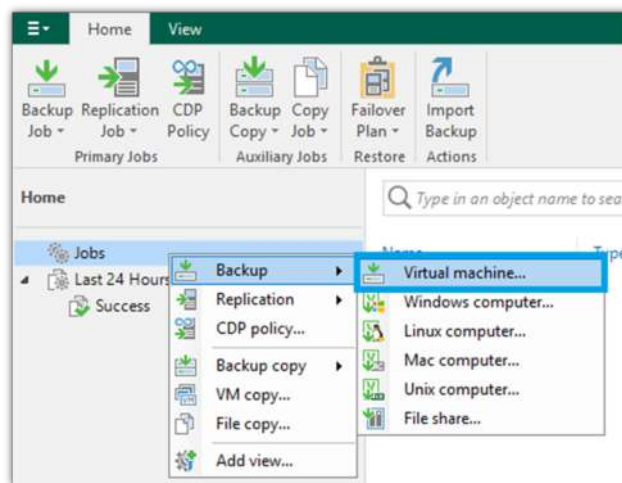 Home View
Backup Replication CDP Backup Copy Failover Import
Job Job Policy Copy Job Plan Backup
Primary Jobs Auxiliary Jobs Restore Actions
Home
Type in an object name to sea
Jobs
Name Type
Last 24 Hours
Success
Backup
Replication
CDP policy...
Backup copy
VM copy...
File copy...
Add view...
Virtual machine...
Windows computer...
Linux computer...
Mac computer...
Unix computer...
File share...